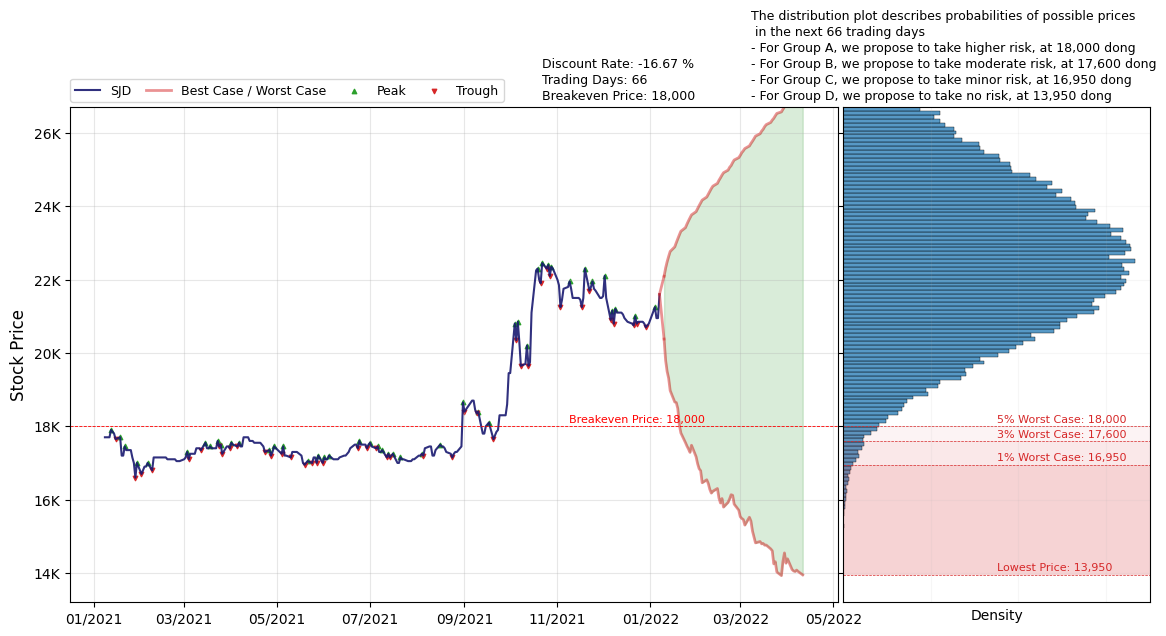 The distribution plot describes probabilities of possible prices
in the next 66 trading days
- For Group A, we propose to take higher risk, at 18,000 dong
- For Group B, we propose to take moderate risk, at 17,600 dong
- For Group C, we propose to take minor risk, at 16,950 dong
- For Group D, we propose to take no risk, at 13,950 dong
Discount Rate: -16.67 %
Trading Days: 66
Breakeven Price: 18,000
SJD
Best Case / Worst Case
Peak
Trough
Stock Price
26K
24K
22K
20K
18K
16K
14K
Breakeven Price: 18,000
5% Worst Case: 18,000
3% Worst Case: 17,600
1% Worst Case: 16,950
Lowest Price: 13,950
01/2021
03/2021
05/2021
07/2021
09/2021
11/2021
01/2022
03/2022
05/2022
Density